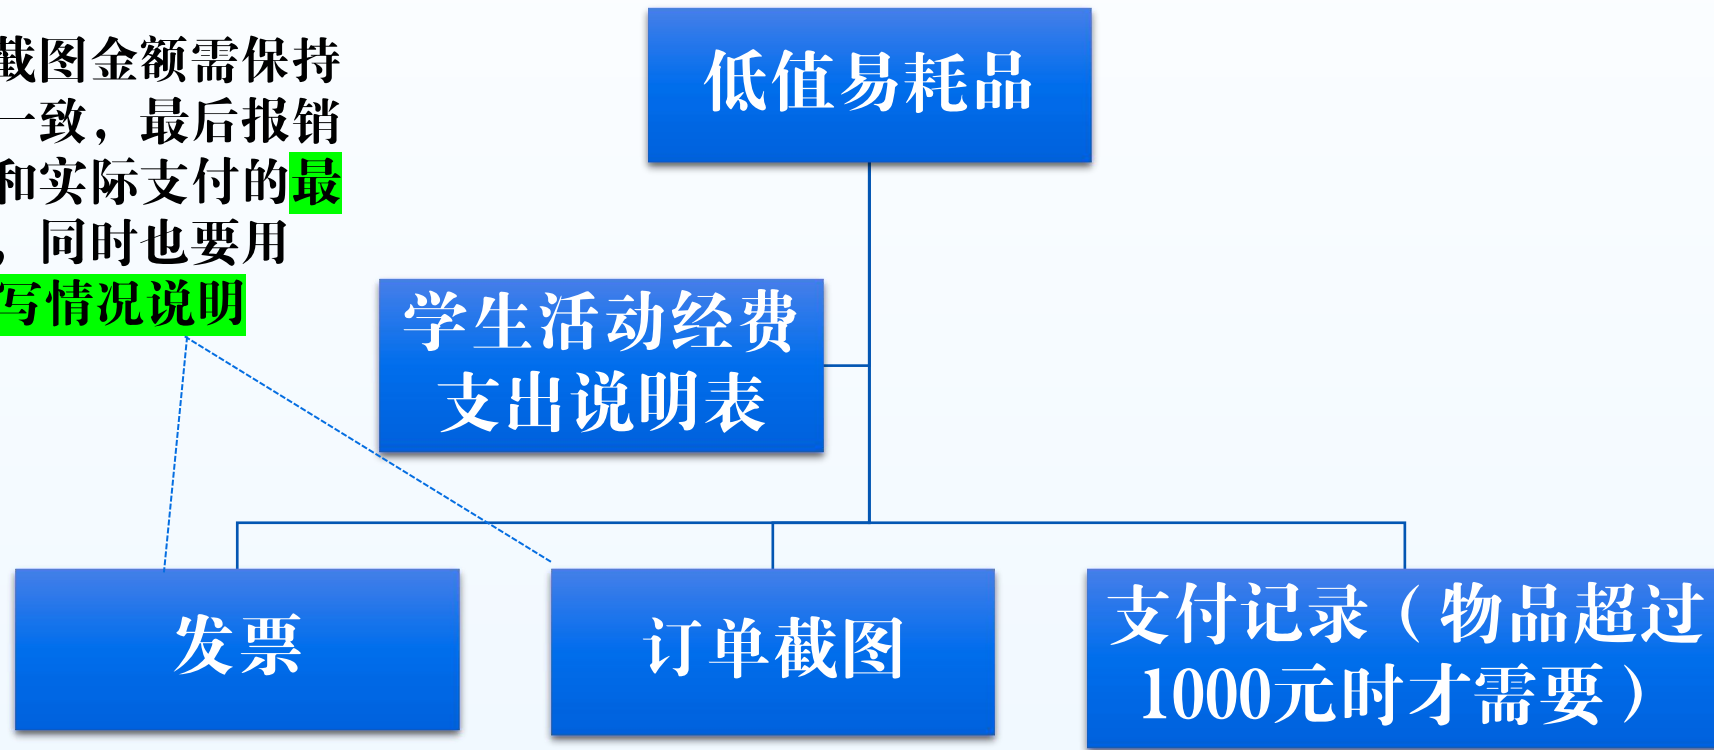 截图金额需保持
一致，最后报销
和实际支付的最
，同时也要用
写情况说明
低值易耗品
学生活动经费
支出说明表
发票
订单截图
支付记录（物品超过
1000元时才需要）